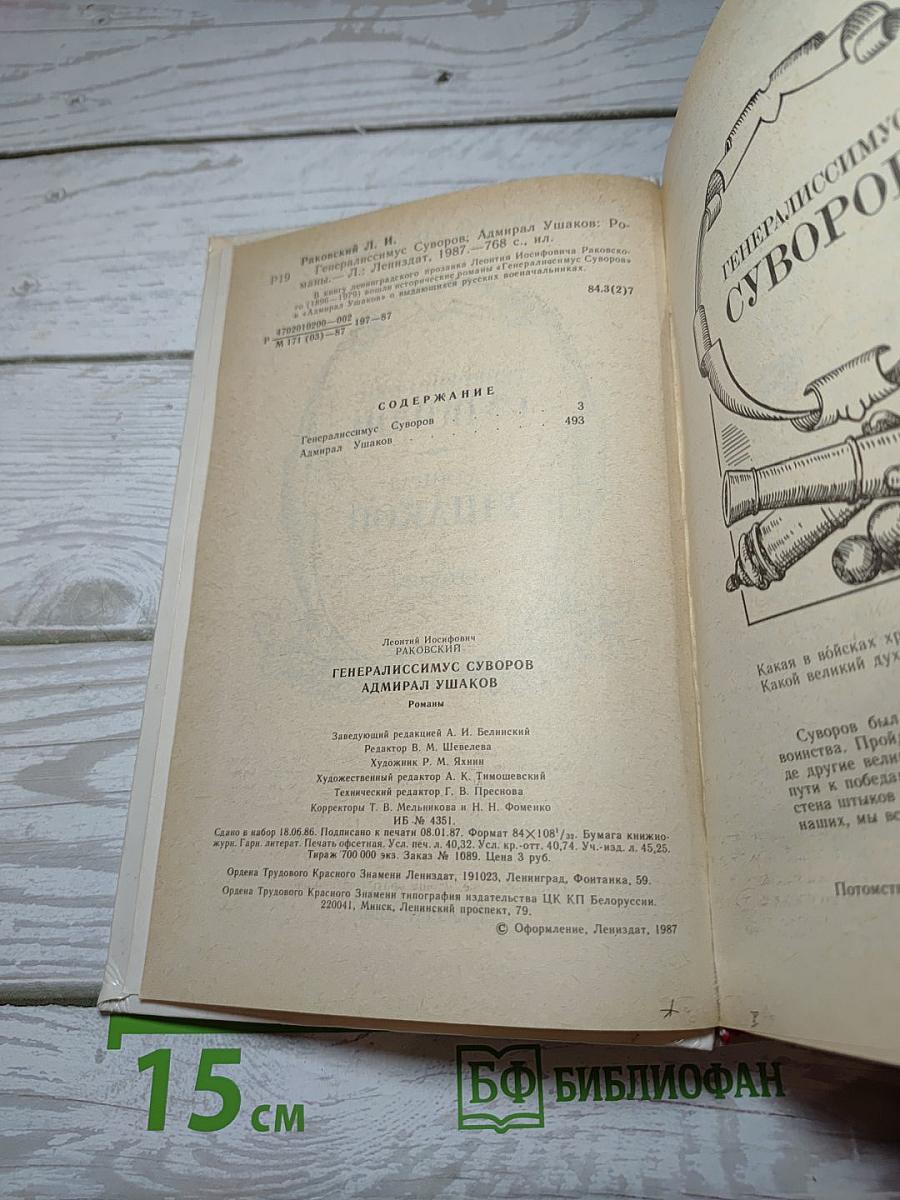 Раковский Л. И.
Р19 Генералиссимус Суворов; Адмирал Ушаков: Ро-
маны.— Л.: Лениздат, 1987.—768 с., ил.
В книгу ленинградского прозаика Леонтия Иосифовича Раковско-
го (1896—1979) вошли исторические романы «Генералиссимус Суворов»
и «Адмирал Ушаков» о выдающихся русских военачальниках.
84.3(2)7
4702010200—002
Р 197—87
М 171 (03)—87
СОДЕРЖАНИЕ
Генералиссимус Суворов . . . . . . . 3
Адмирал Ушаков . . . . . . . 493
Леонтий Иосифович
РАКОВСКИЙ
ГЕНЕРАЛИССИМУС СУВОРОВ
АДМИРАЛ УШАКОВ
Романы
Заведующий редакцией А. И. Белинский
Редактор В. М. Шевелева
Художник Р. М. Яхнин
Художественный редактор А. К. Тимошевский
Технический редактор Г. В. Преснова
Корректоры Т. В. Мельникова и Н. Н. Фоменко
ИБ № 4351.
Сдано в набор 18.06.86. Подписано к печати 08.01.87. Формат 84×108¹/₃₂. Бумага книжно-
журн. Гарн. литерат. Печать офсетная. Усл. печ. л. 40,32. Усл. кр.-отт. 40,74. Уч.-изд. л. 45,25.
Тираж 700 000 экз. Заказ № 1089. Цена 3 руб.
Ордена Трудового Красного Знамени Лениздат, 191023, Ленинград, Фонтанка, 59.
Ордена Трудового Красного Знамени типография издательства ЦК КП Белоруссии.
220041, Минск, Ленинский проспект, 79.
© Оформление, Лениздат, 1987
ГЕНЕРАЛИССИМУС
СУВОРОВ
Какая в войсках хр
Какой великий дух
Суворов был
воинства. Пройд
де другие вели
пути к победа
стена штыков
наших, мы вс
Потомств
15 см
БФ БИБЛИОФАН